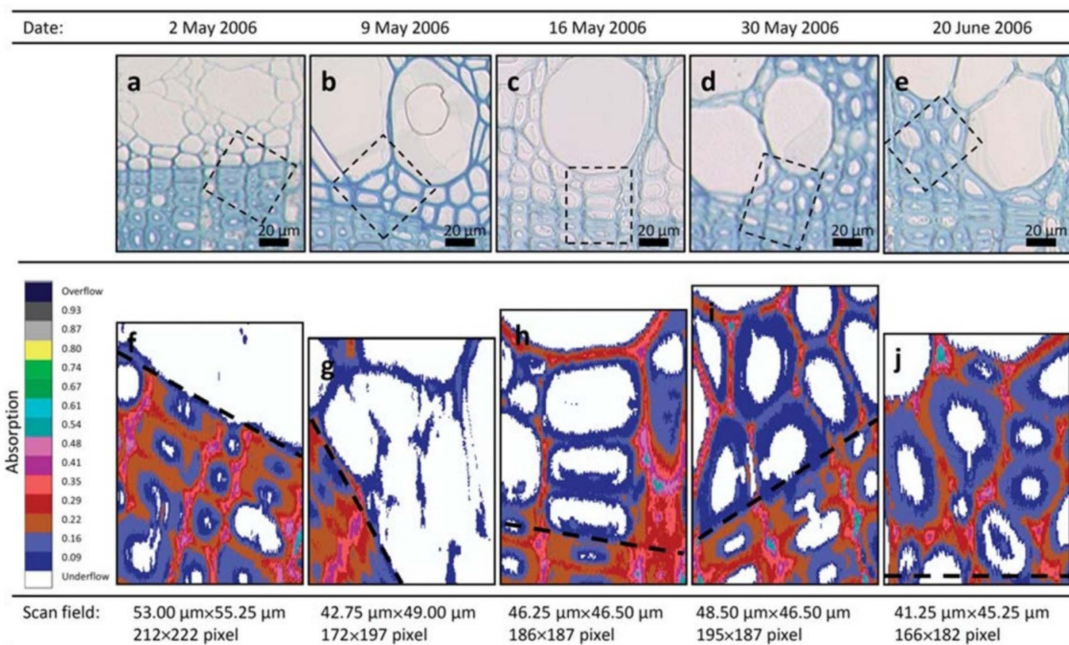 Date: 2 May 2006 9 May 2006 16 May 2006 30 May 2006 20 June 2006
a b c d e
20 µm 20 µm 20 µm 20 µm 20 µm
Absorption
Overflow
0.93
0.87
0.80
0.74
0.67
0.61
0.54
0.48
0.41
0.35
0.29
0.22
0.16
0.09
Underflow
f g h i j
Scan field: 53.00 µm×55.25 µm 42.75 µm×49.00 µm 46.25 µm×46.50 µm 48.50 µm×46.50 µm 41.25 µm×45.25 µm
212×222 pixel 172×197 pixel 186×187 pixel 195×187 pixel 166×182 pixel